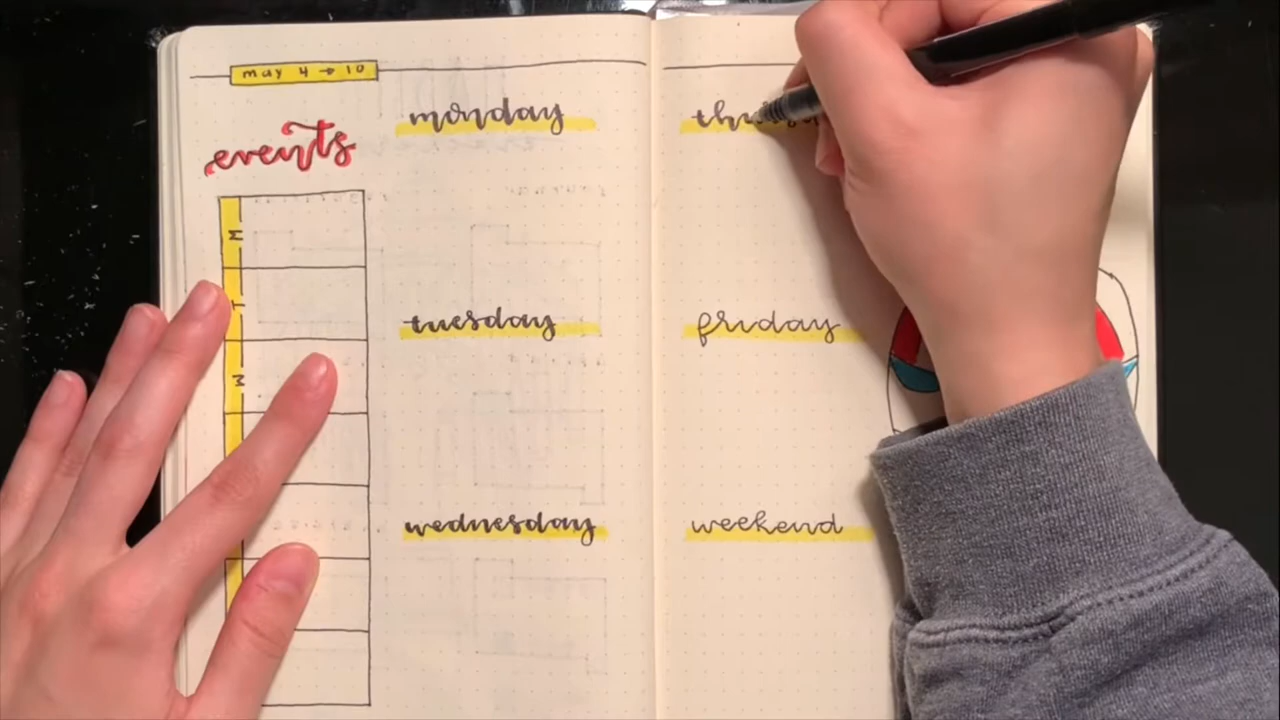 may 4 → 10
events
M
T
monday
tuesday
wednesday
friday
weekend